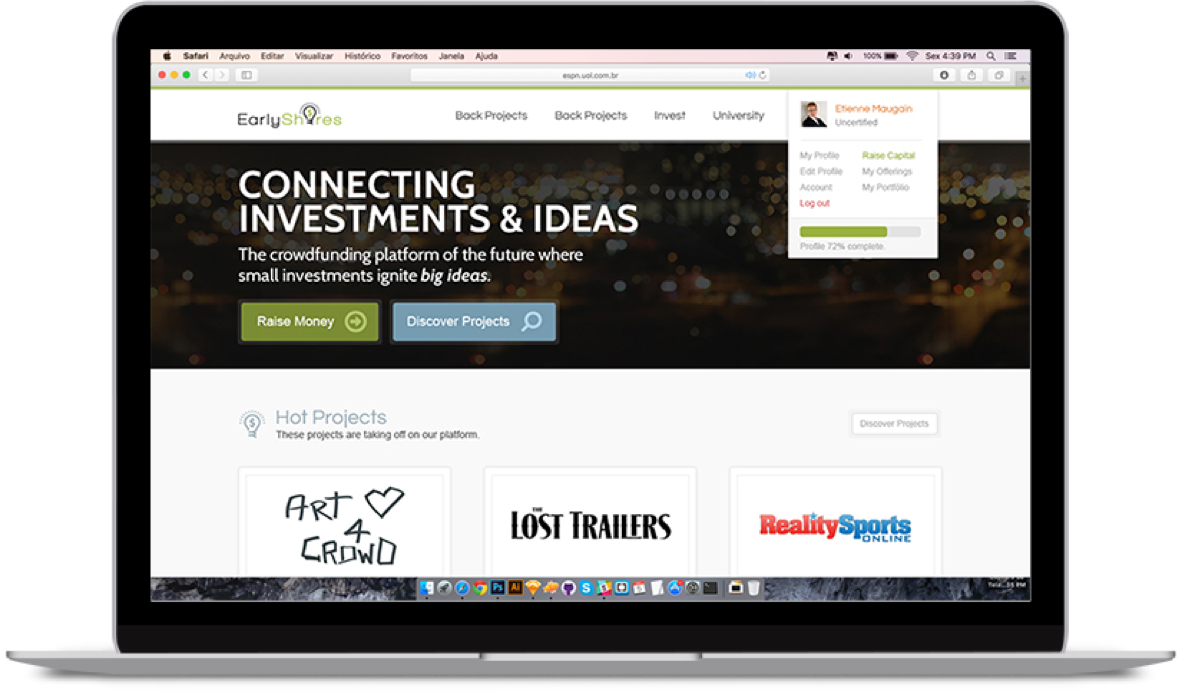 Safari Arquivo Editar Visualizar Histórico Favoritos Janela Ajuda 100% Sex 4:39 PM
espn.uol.com.br
EarlyShares
Back Projects Back Projects Invest University
Etienne Maugain
Uncertified
My Profile Raise Capital
Edit Profile My Offerings
Account My Portfólio
Log out
Profile 72% complete.
CONNECTING
INVESTMENTS & IDEAS
The crowdfunding platform of the future where
small investments ignite big ideas.
Raise Money Discover Projects
Hot Projects
These projects are taking off on our platform.
Discover Projects
ART
4
CROWD
THE
LOST TRAILERS
RealitySports
ONLINE
Ps Ai S